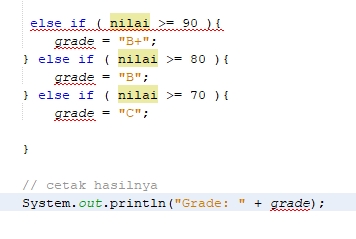 else if ( nilai >= 90 ){
grade = "B+";
} else if ( nilai >= 80 ){
grade = "B";
} else if ( nilai >= 70 ){
grade = "C";
}
// cetak hasilnya
System.out.println("Grade: " + grade);